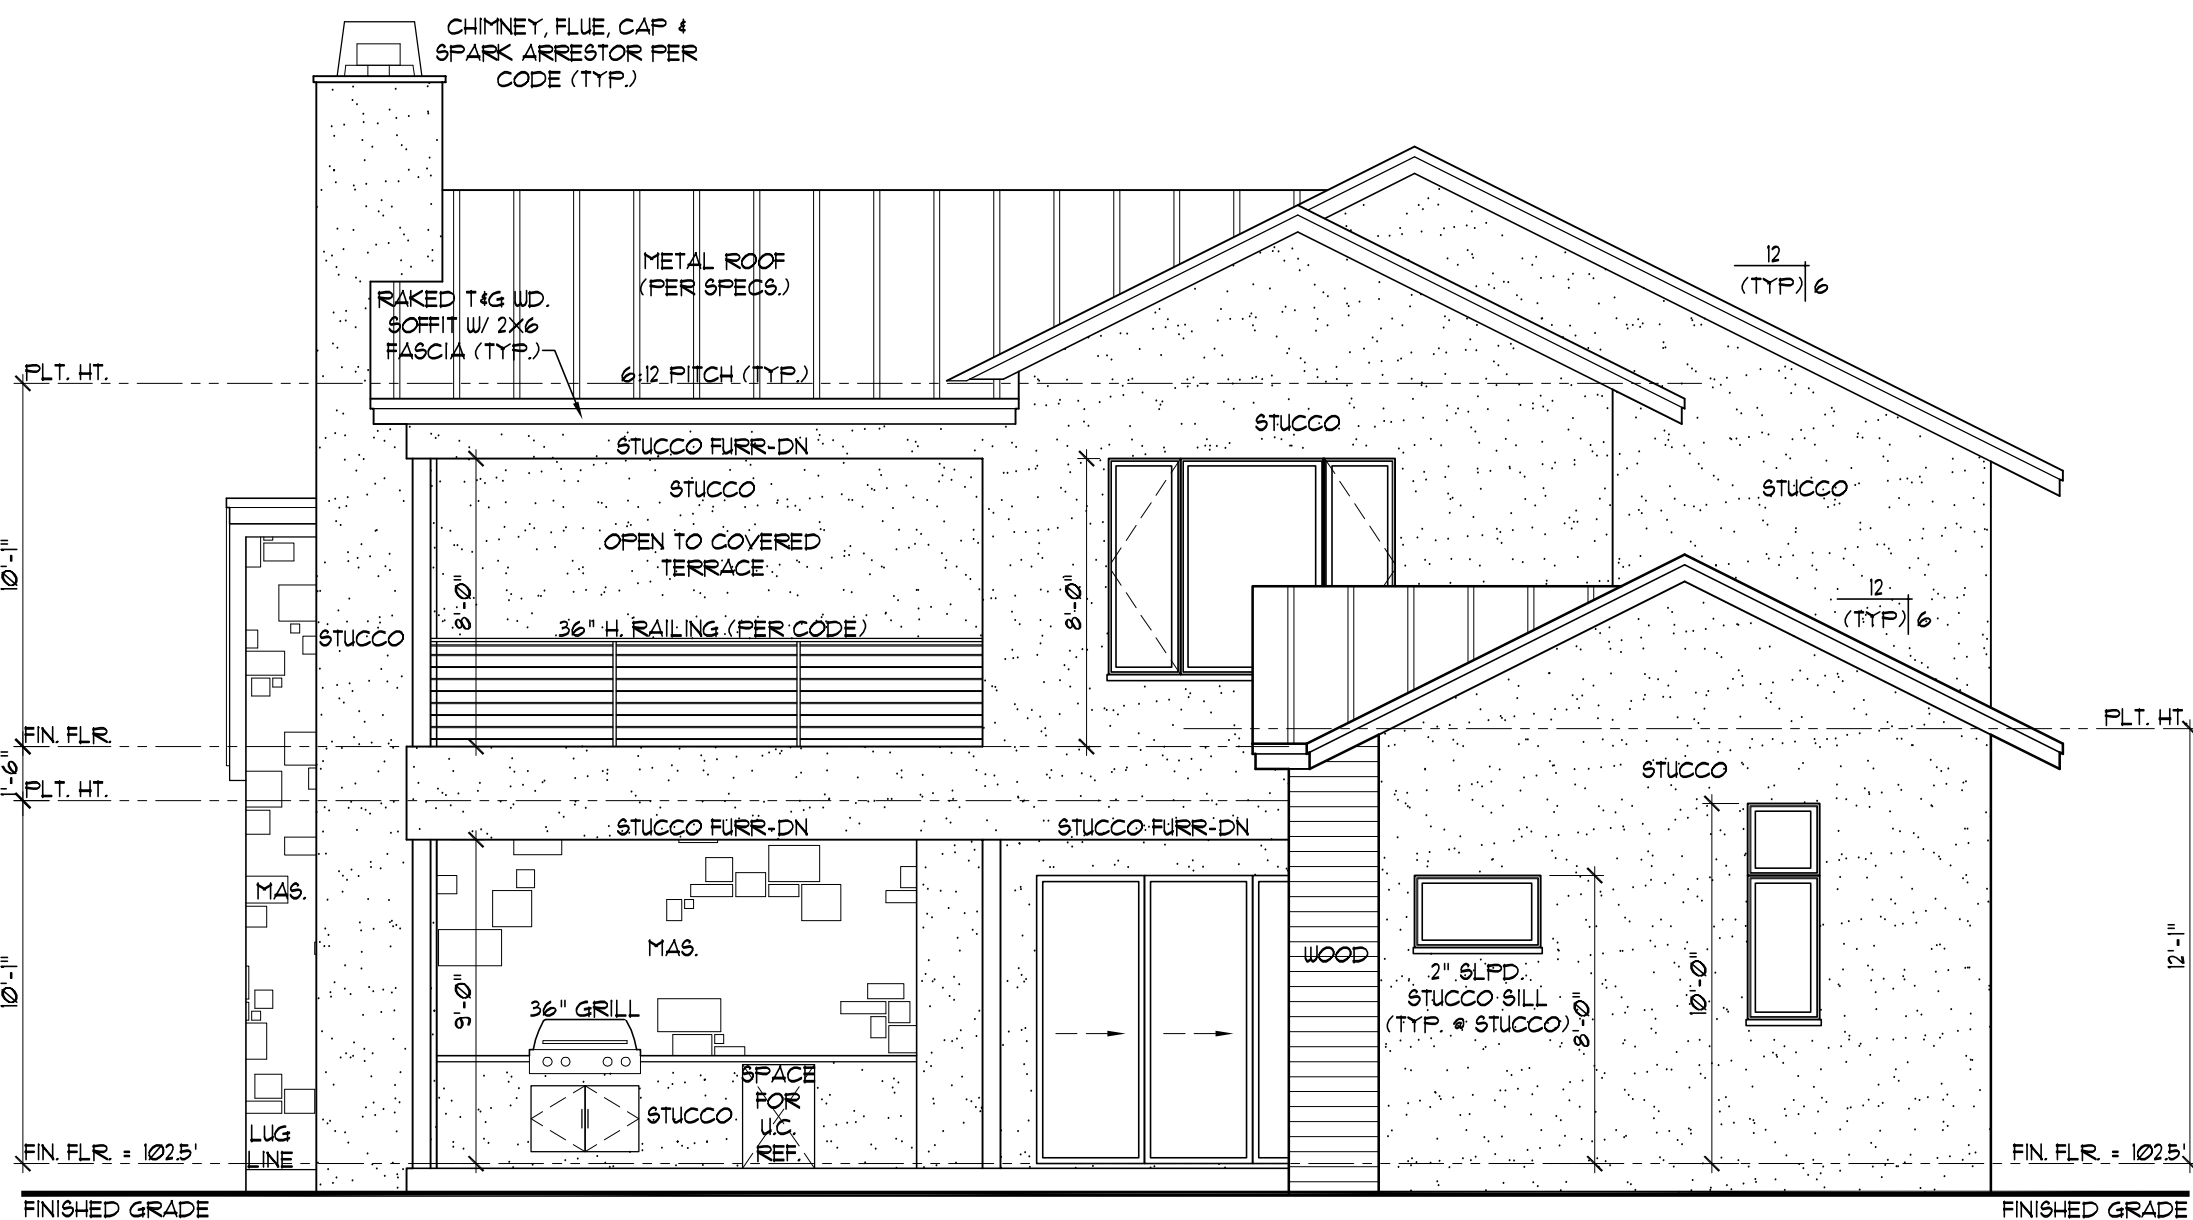 CHIMNEY, FLUE, CAP &
SPARK ARRESTOR PER
CODE (TYP.)
METAL ROOF
(PER SPECS.)
12
(TYP) 6
RAKED T&G WD.
SOFFIT W/ 2X6
FASCIA (TYP.)
PLT. HT.
6:12 PITCH (TYP.)
STUCCO
STUCCO FURR-DN
STUCCO
STUCCO
OPEN TO COVERED
TERRACE
10'-1"
8'-0"
8'-0"
12
(TYP) 6
36" H. RAILING (PER CODE)
STUCCO
PLT. HT.
FIN. FLR.
1'-6"
PLT. HT.
STUCCO
STUCCO FURR-DN
STUCCO FURR-DN
MAS.
MAS.
WOOD
12'-1"
10'-1"
9'-0"
2" SLPD.
STUCCO SILL
(TYP. @ STUCCO)
8'-0"
10'-0"
36" GRILL
SPACE
FOR
U.C.
REF.
STUCCO
LUG
LINE
FIN. FLR. = 102.5'
FIN. FLR. = 102.5'
FINISHED GRADE
FINISHED GRADE